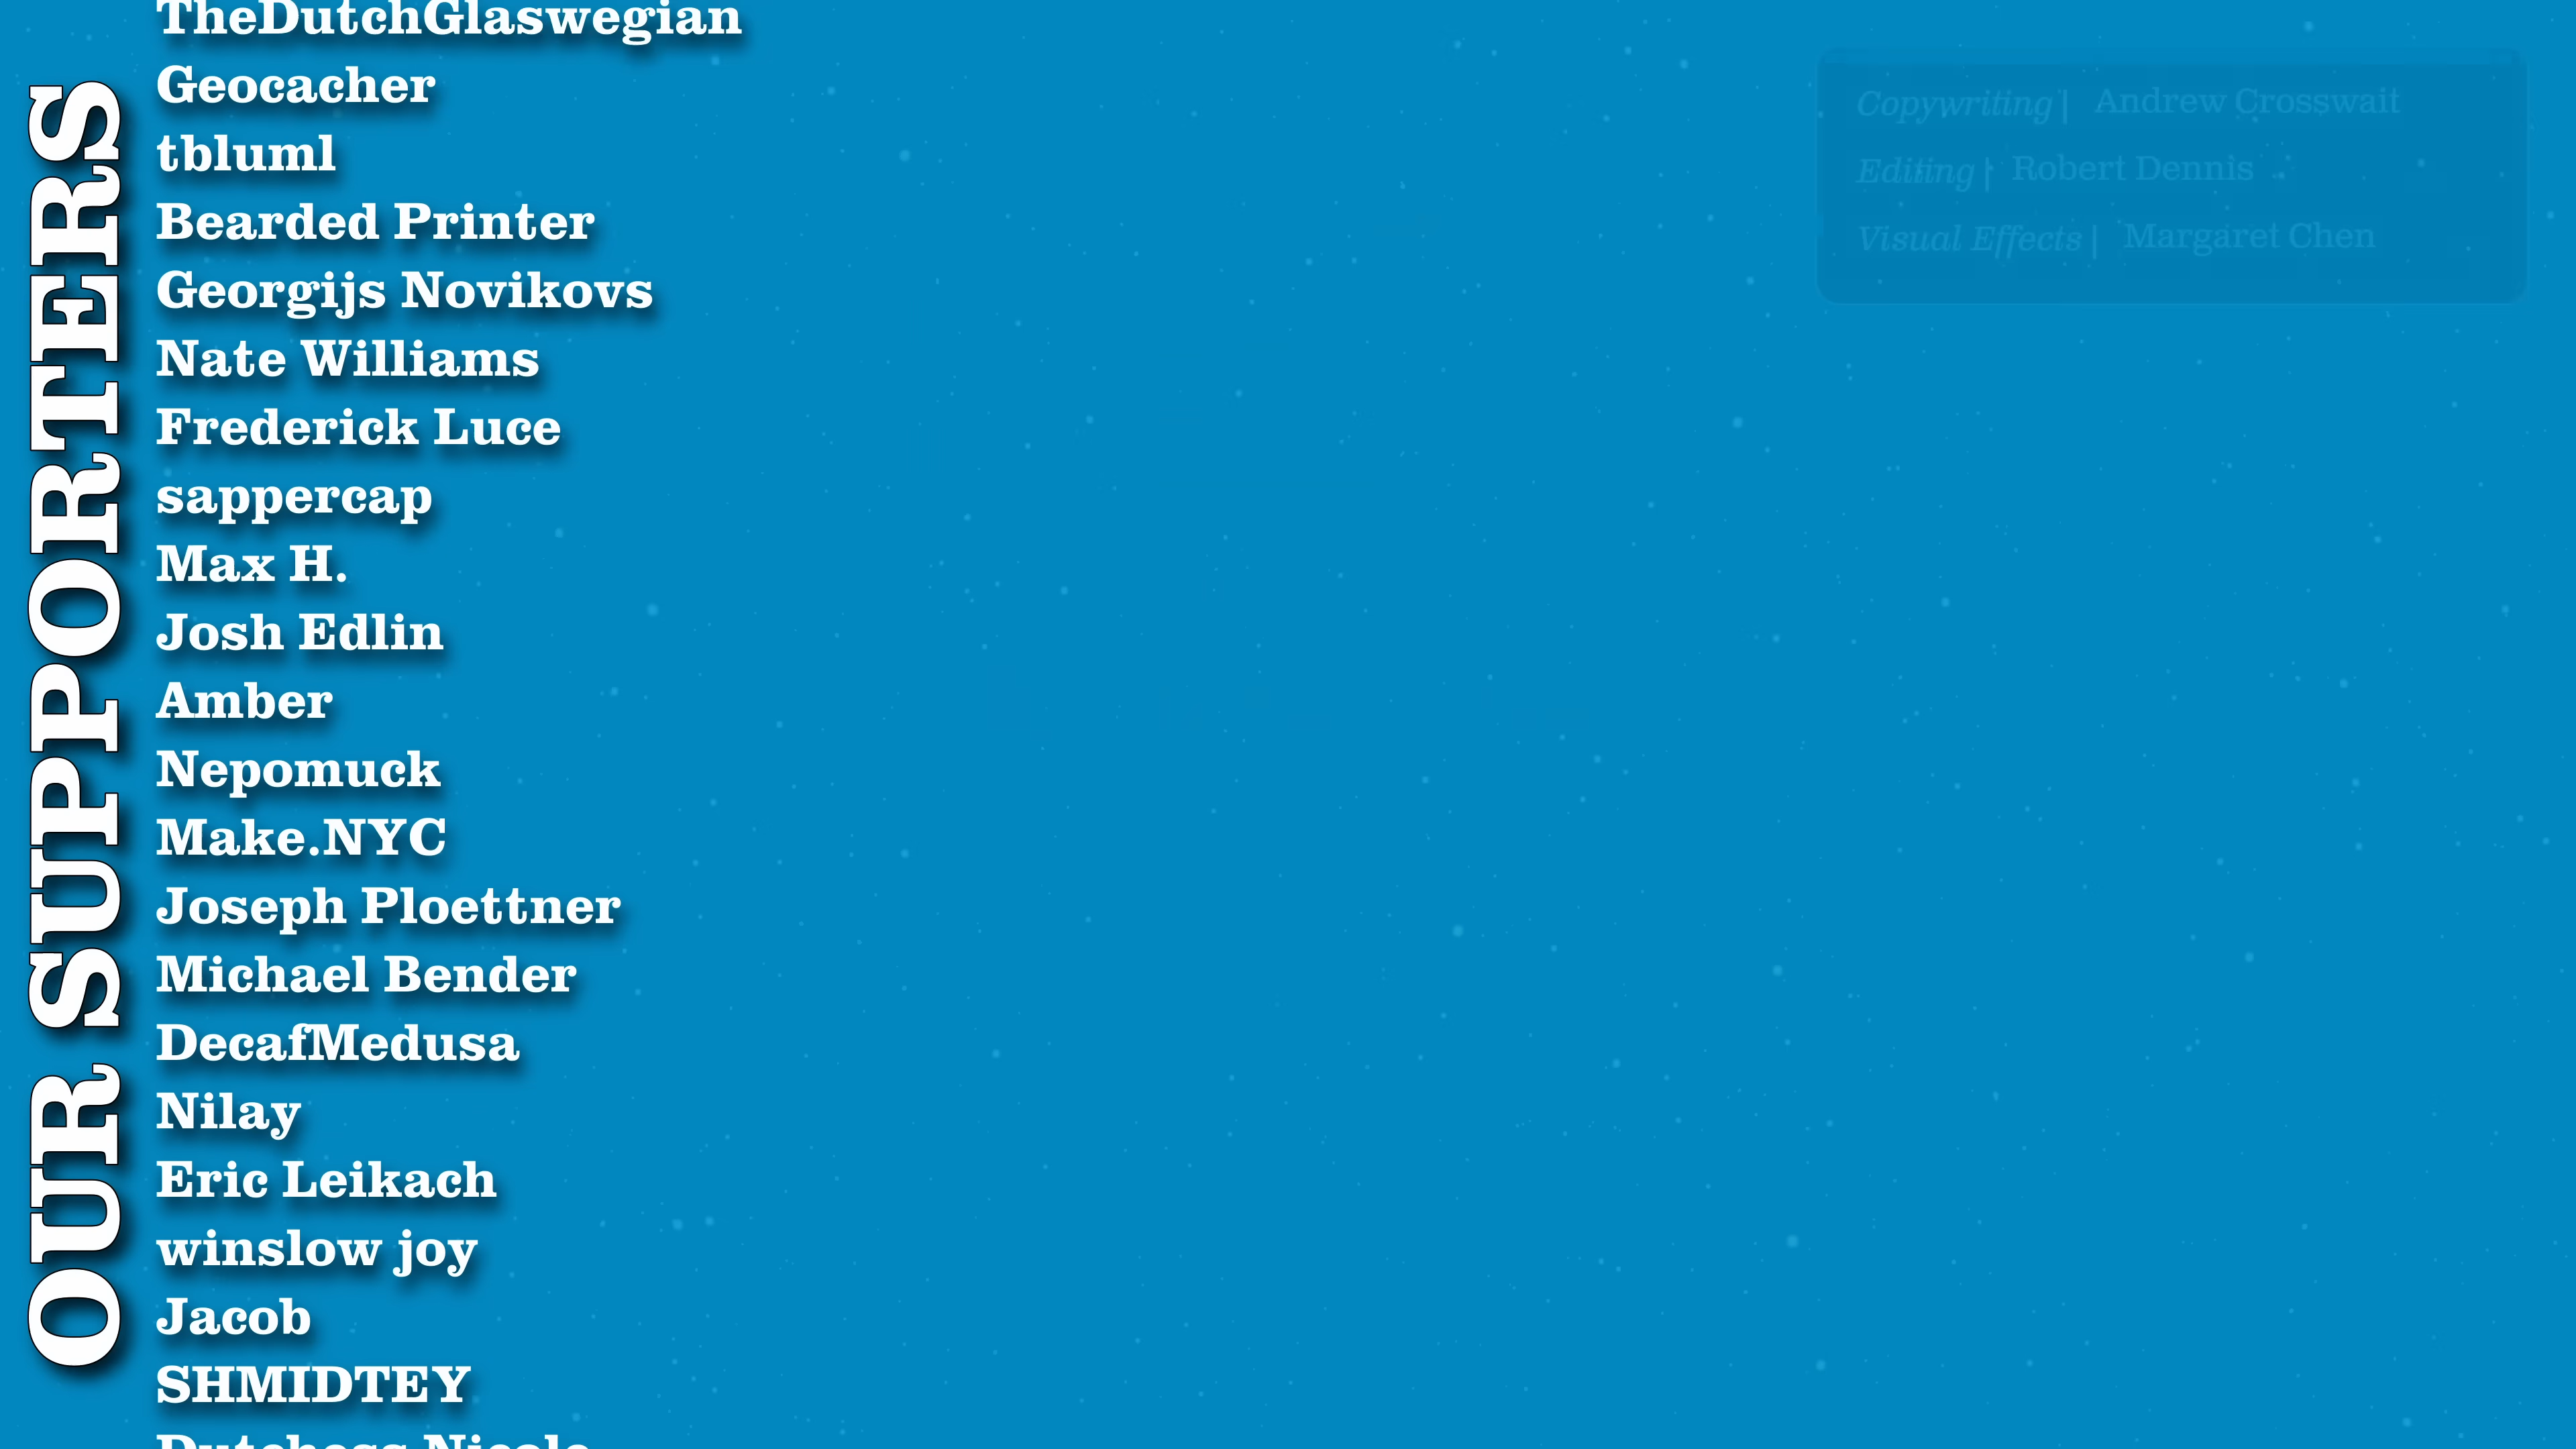 OUR SUPPORTERS
TheDutchGlaswegian
Geocacher
tbluml
Bearded Printer
Georgijs Novikovs
Nate Williams
Frederick Luce
sappercap
Max H.
Josh Edlin
Amber
Nepomuck
Make.NYC
Joseph Ploettner
Michael Bender
DecafMedusa
Nilay
Eric Leikach
winslow joy
Jacob
SHMIDTEY
Dutchess Nicole
Copywriting | Andrew Crosswait
Editing | Robert Dennis
Visual Effects | Margaret Chen